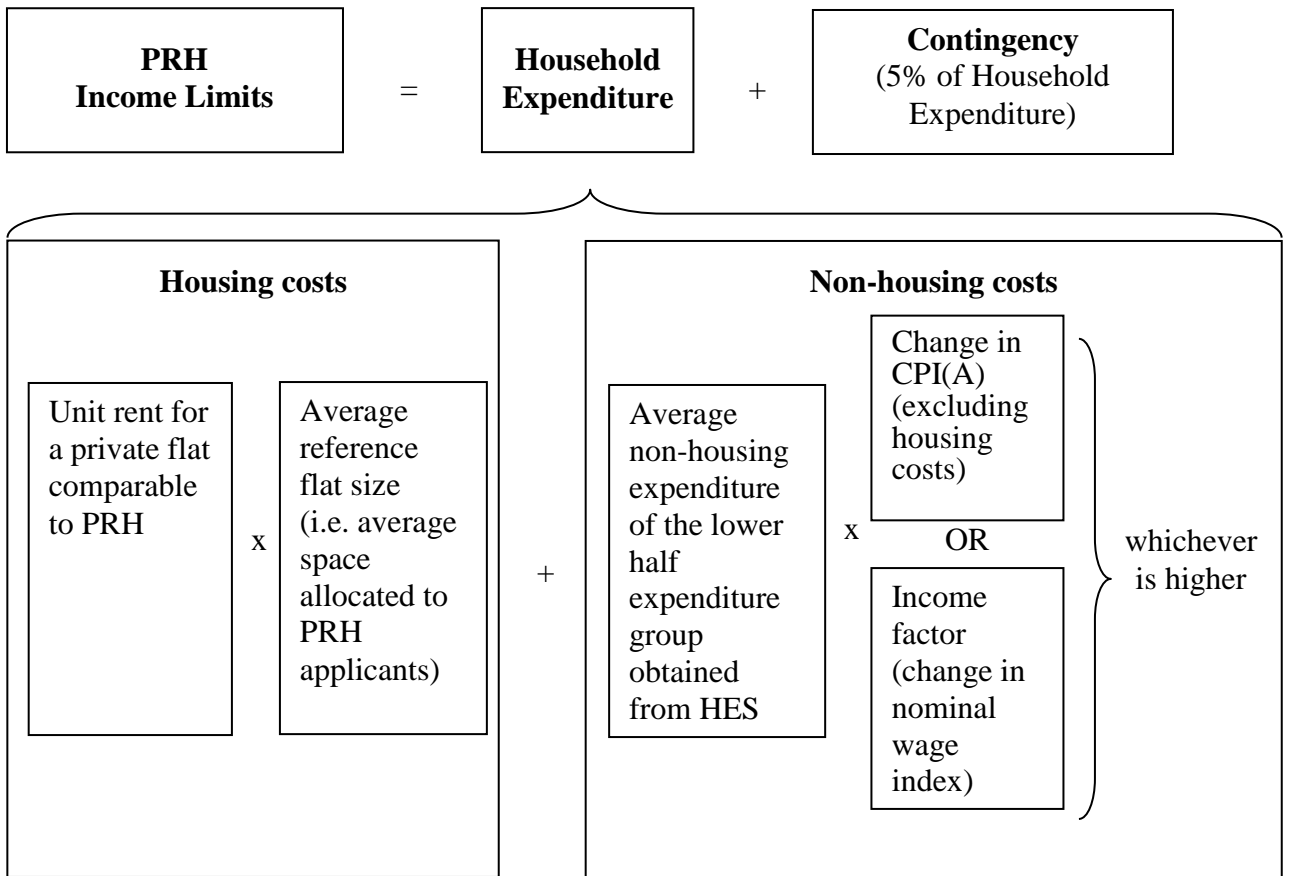 PRH
Income Limits
=
Household
Expenditure
+
Contingency
(5% of Household
Expenditure)
Housing costs
Unit rent for
a private flat
comparable
to PRH
x
Average
reference
flat size
(i.e. average
space
allocated to
PRH
applicants)
+
Non-housing costs
Average
non-housing
expenditure
of the lower
half
expenditure
group
obtained
from HES
x
Change in
CPI(A)
(excluding
housing
costs)
OR
Income
factor
(change in
nominal
wage
index)
whichever
is higher